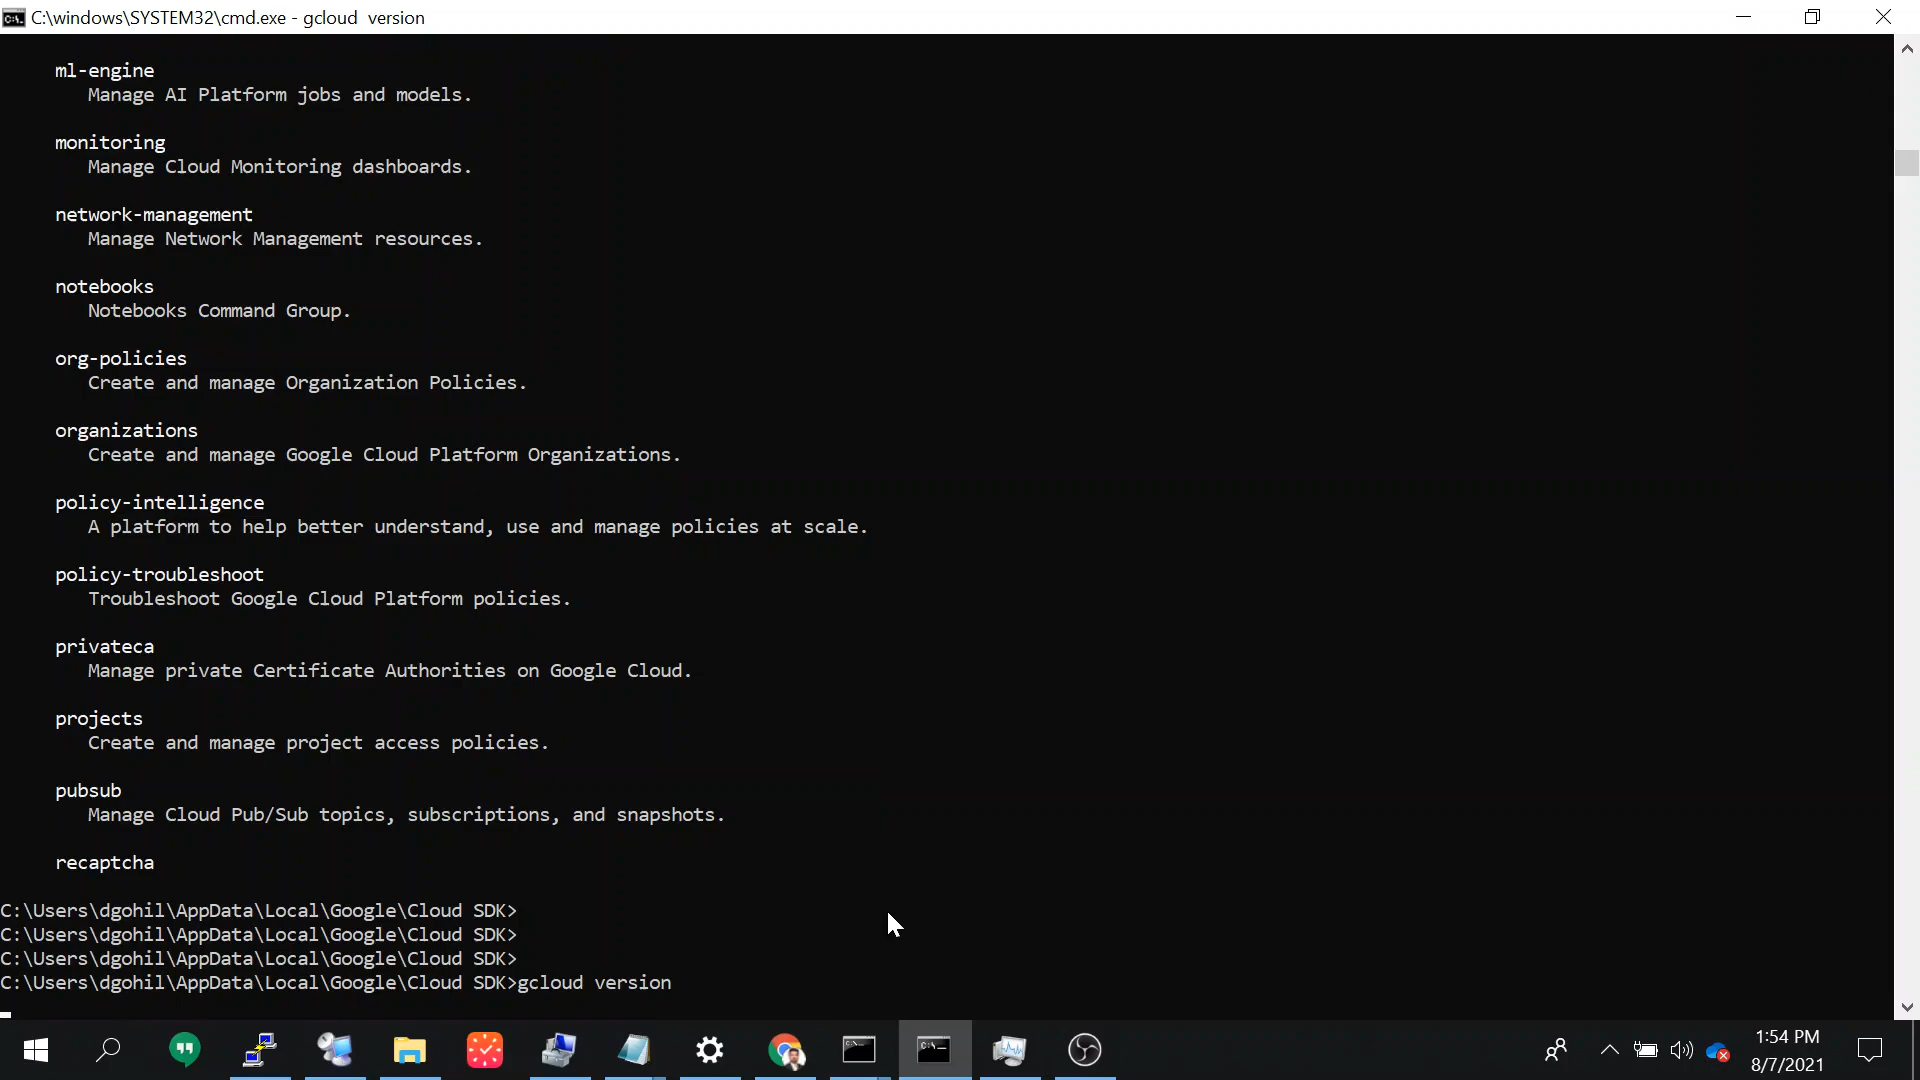 C:\windows\SYSTEM32\cmd.exe - gcloud  version
ml-engine
Manage AI Platform jobs and models.
monitoring
Manage Cloud Monitoring dashboards.
network-management
Manage Network Management resources.
notebooks
Notebooks Command Group.
org-policies
Create and manage Organization Policies.
organizations
Create and manage Google Cloud Platform Organizations.
policy-intelligence
A platform to help better understand, use and manage policies at scale.
policy-troubleshoot
Troubleshoot Google Cloud Platform policies.
privateca
Manage private Certificate Authorities on Google Cloud.
projects
Create and manage project access policies.
pubsub
Manage Cloud Pub/Sub topics, subscriptions, and snapshots.
recaptcha
C:\Users\dgohil\AppData\Local\Google\Cloud SDK>
C:\Users\dgohil\AppData\Local\Google\Cloud SDK>
C:\Users\dgohil\AppData\Local\Google\Cloud SDK>
C:\Users\dgohil\AppData\Local\Google\Cloud SDK>gcloud version
1:54 PM
8/7/2021